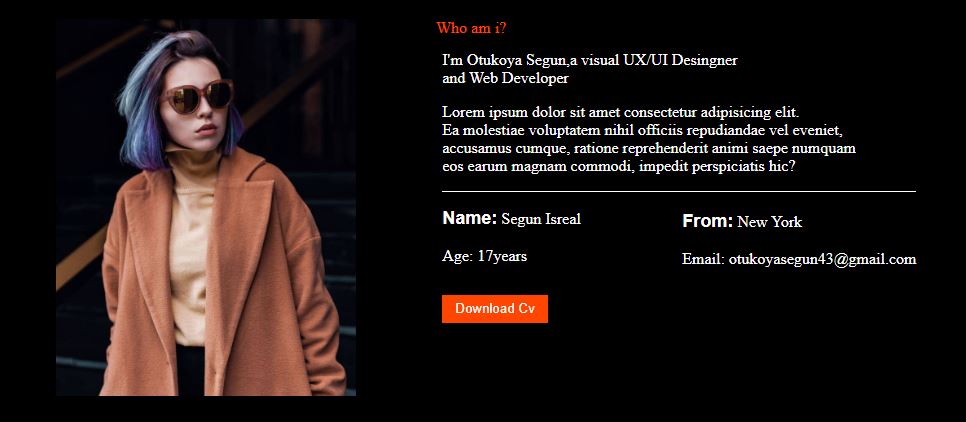 Who am i?
I'm Otukoya Segun,a visual UX/UI Desingner
and Web Developer
Lorem ipsum dolor sit amet consectetur adipisicing elit.
Ea molestiae voluptatem nihil officiis repudiandae vel eveniet,
accusamus cumque, ratione reprehenderit animi saepe numquam
eos earum magnam commodi, impedit perspiciatis hic?
Name: Segun Isreal
From: New York
Age: 17years
Email: otukoyasegun43@gmail.com
Download Cv